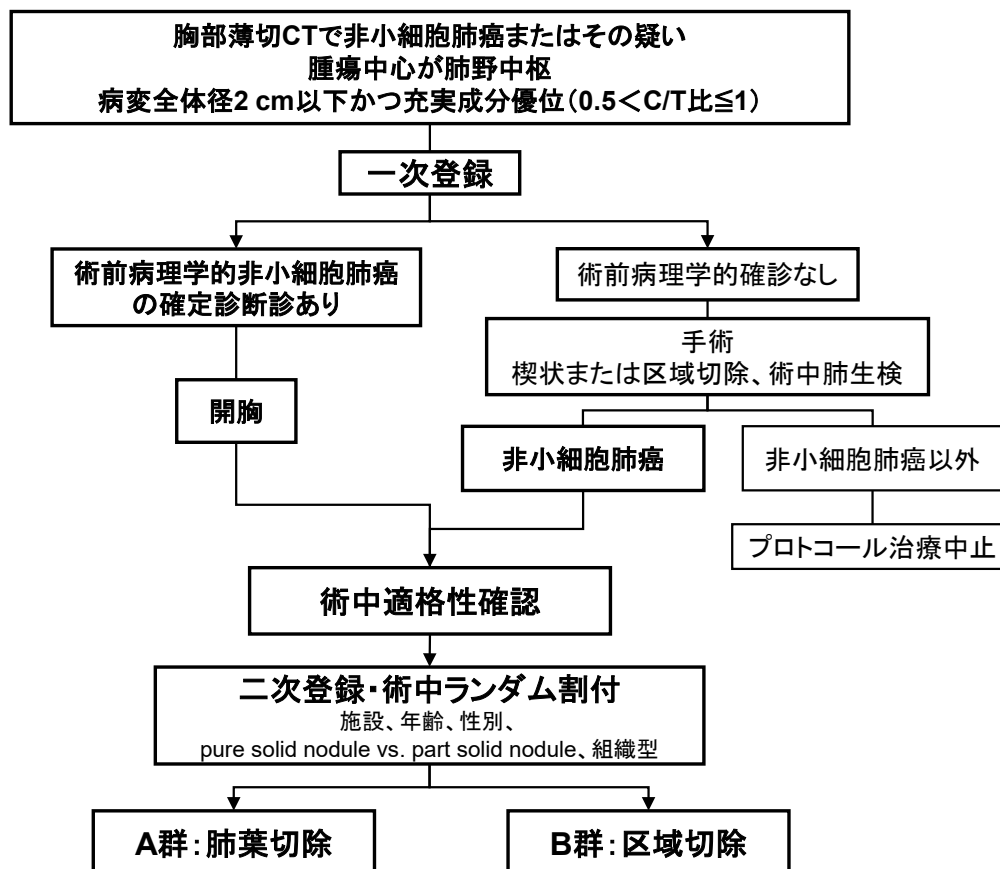 胸部薄切CTで非小細胞肺癌またはその疑い
腫瘍中心が肺野中枢
病変全体径2 cm以下かつ充実成分優位（0.5＜C/T比≦1）
一次登録
術前病理学的非小細胞肺癌
の確定診断診あり
術前病理学的確診なし
手術
楔状または区域切除、術中肺生検
開胸
非小細胞肺癌
非小細胞肺癌以外
プロトコール治療中止
術中適格性確認
二次登録・術中ランダム割付
施設、年齢、性別、
pure solid nodule vs. part solid nodule、組織型
A群：肺葉切除
B群：区域切除